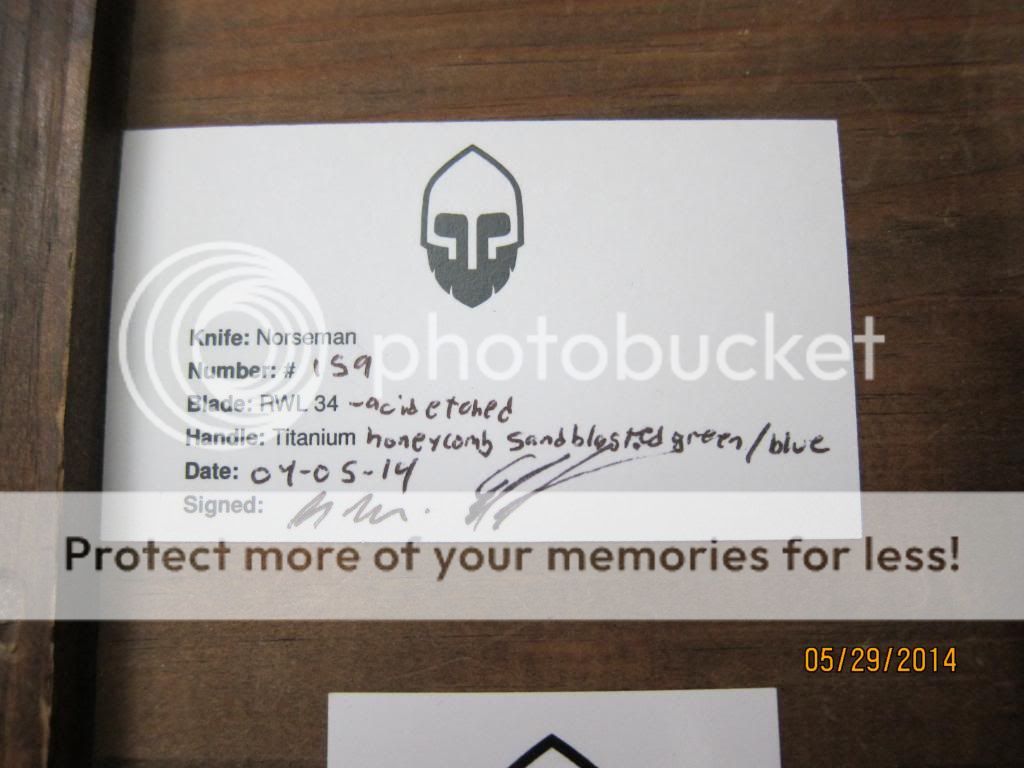 Knife: Norseman
Number: # 159
Blade: RWL 34 -acid etched
Handle: Titanium honeycomb sandblasted green/blue
Date: 04-05-14
Signed:
photobucket
Protect more of your memories for less!
05/29/2014